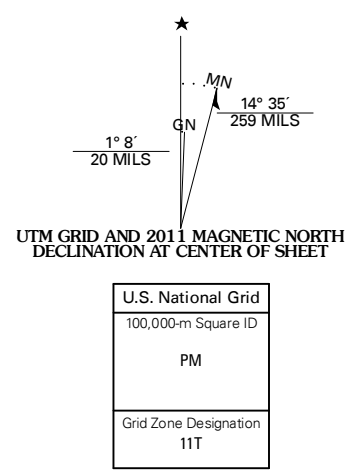 ★
MN
GN
14° 35´
259 MILS
1° 8´
20 MILS
UTM GRID AND 2011 MAGNETIC NORTH
DECLINATION AT CENTER OF SHEET
U.S. National Grid
100,000-m Square ID
PM
Grid Zone Designation
11T